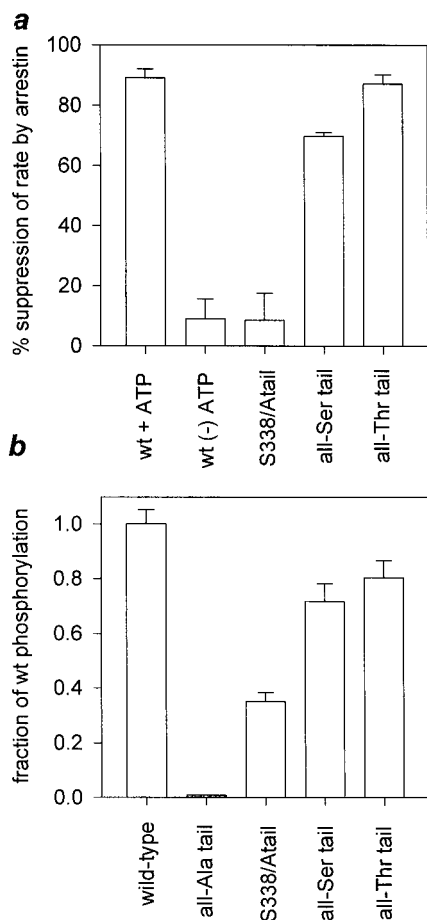 a
% suppression of rate by arrestin
100
80
60
40
20
0
wt + ATP
wt (-) ATP
S338/Atail
all-Ser tail
all-Thr tail
b
fraction of wt phosphorylation
1.0
0.8
0.6
0.4
0.2
0.0
wild-type
all-Ala tail
S338/Atail
all-Ser tail
all-Thr tail